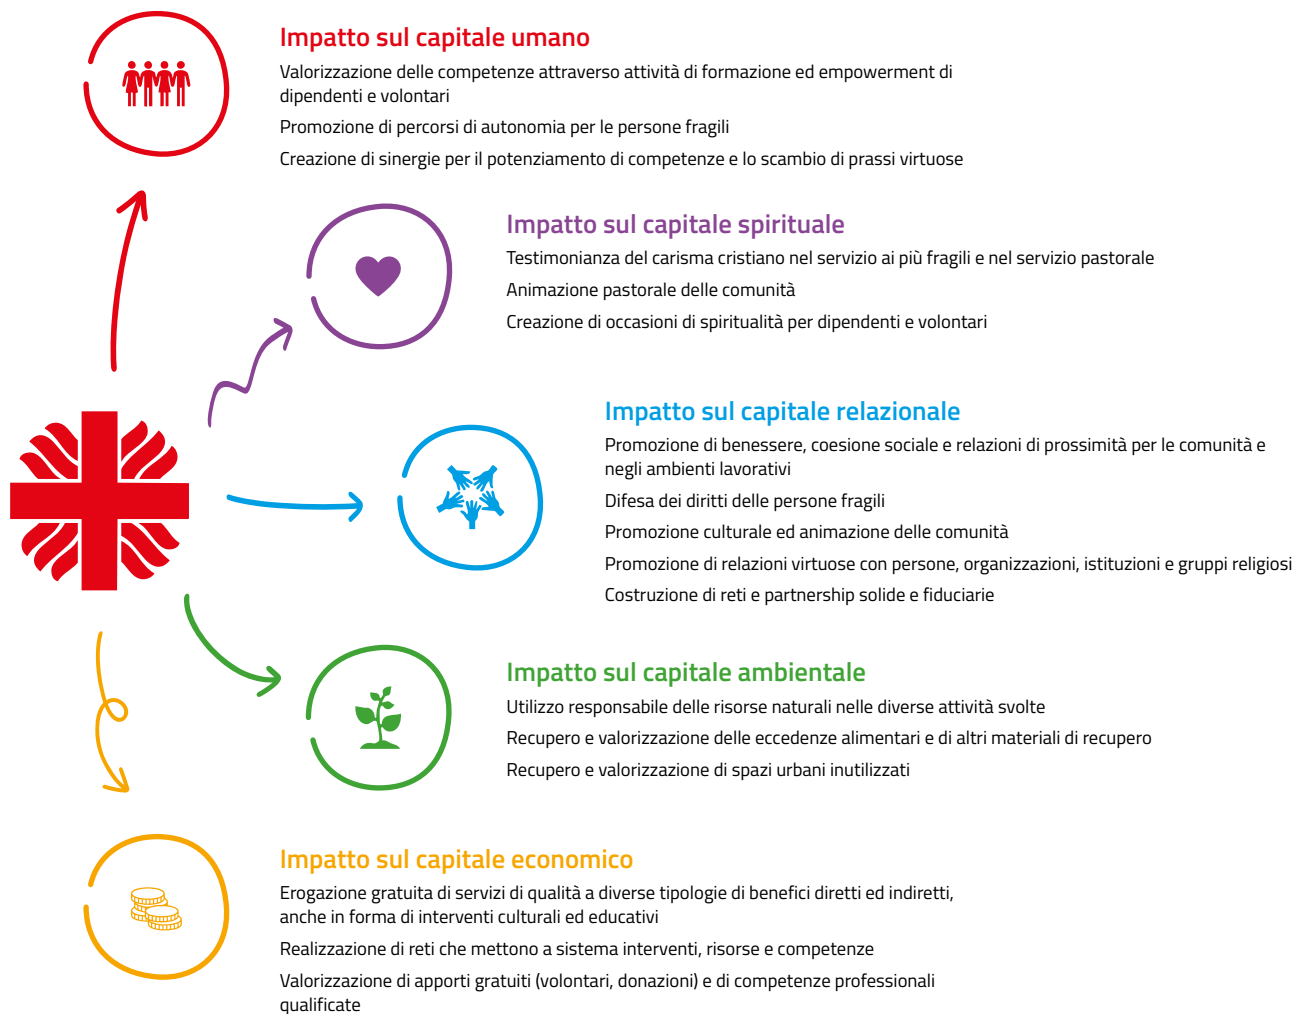 Impatto sul capitale umano
Valorizzazione delle competenze attraverso attività di formazione ed empowerment di
dipendenti e volontari
Promozione di percorsi di autonomia per le persone fragili
Creazione di sinergie per il potenziamento di competenze e lo scambio di prassi virtuose
Impatto sul capitale spirituale
Testimonianza del carisma cristiano nel servizio ai più fragili e nel servizio pastorale
Animazione pastorale delle comunità
Creazione di occasioni di spiritualità per dipendenti e volontari
Impatto sul capitale relazionale
Promozione di benessere, coesione sociale e relazioni di prossimità per le comunità e
negli ambienti lavorativi
Difesa dei diritti delle persone fragili
Promozione culturale ed animazione delle comunità
Promozione di relazioni virtuose con persone, organizzazioni, istituzioni e gruppi religiosi
Costruzione di reti e partnership solide e fiduciarie
Impatto sul capitale ambientale
Utilizzo responsabile delle risorse naturali nelle diverse attività svolte
Recupero e valorizzazione delle eccedenze alimentari e di altri materiali di recupero
Recupero e valorizzazione di spazi urbani inutilizzati
Impatto sul capitale economico
Erogazione gratuita di servizi di qualità a diverse tipologie di benefici diretti ed indiretti,
anche in forma di interventi culturali ed educativi
Realizzazione di reti che mettono a sistema interventi, risorse e competenze
Valorizzazione di apporti gratuiti (volontari, donazioni) e di competenze professionali
qualificate